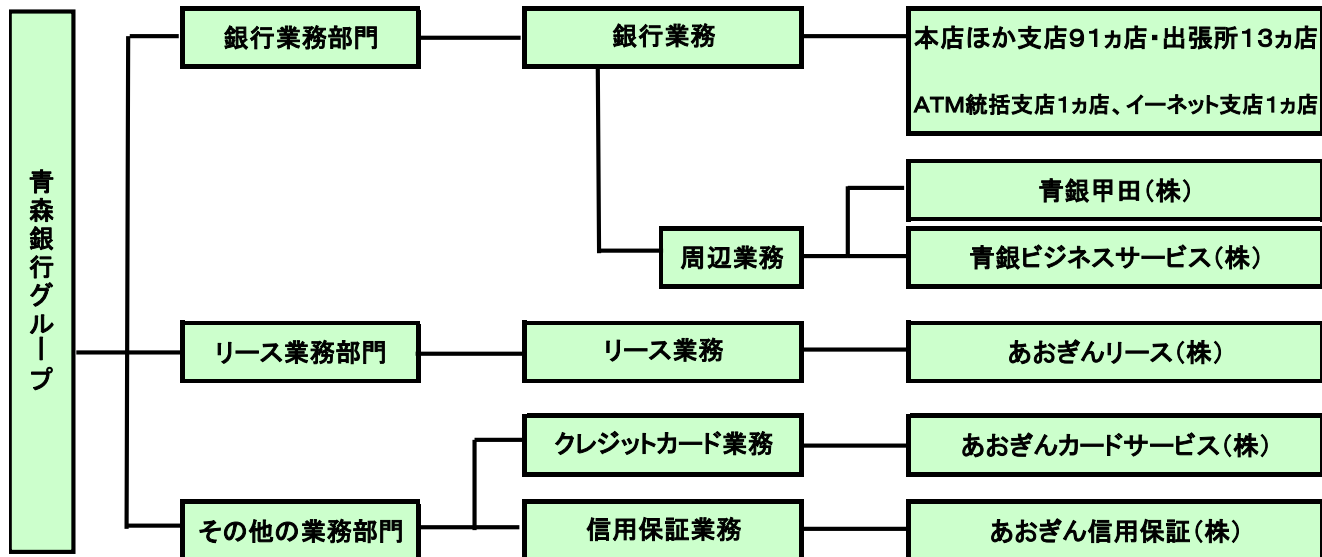 青森銀行グループ
銀行業務部門
銀行業務
本店ほか支店91ヵ店・出張所13ヵ店
ATM統括支店1ヵ店、イーネット支店1ヵ店
周辺業務
青銀甲田(株)
青銀ビジネスサービス(株)
リース業務部門
リース業務
あおぎんリース(株)
その他の業務部門
クレジットカード業務
あおぎんカードサービス(株)
信用保証業務
あおぎん信用保証(株)